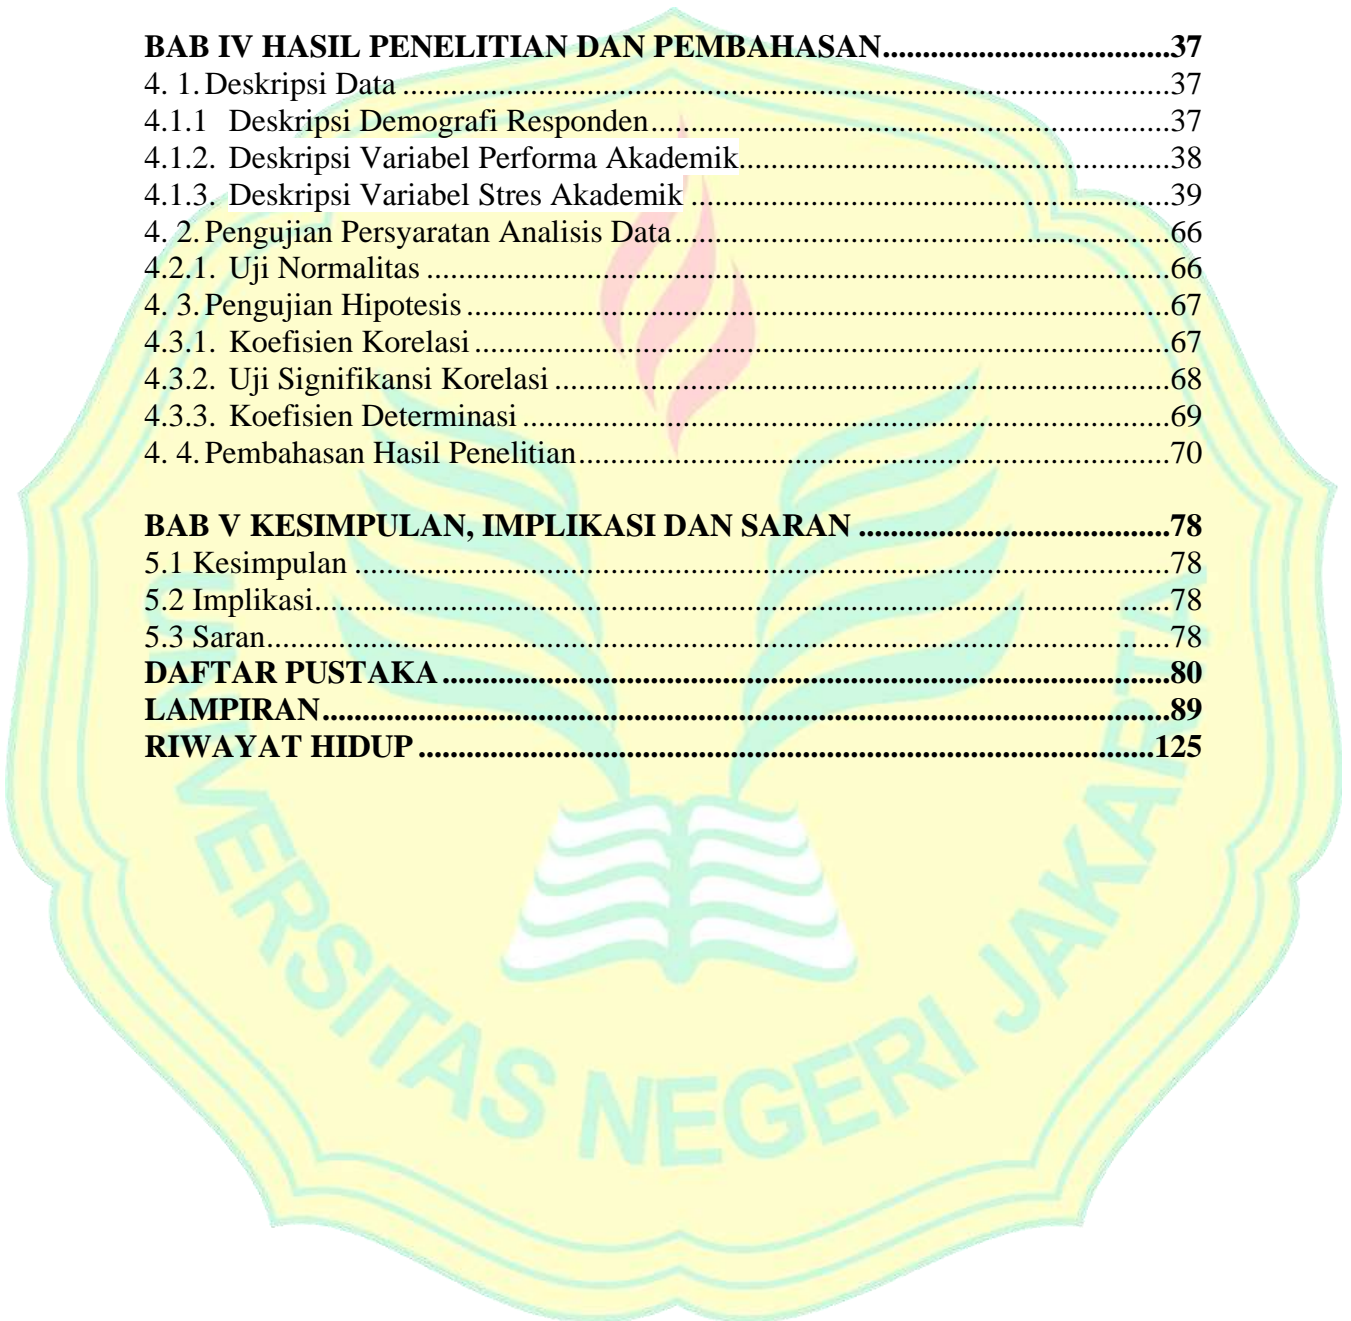 BAB IV HASIL PENELITIAN DAN PEMBAHASAN...................................37
4. 1. Deskripsi Data ..............................................................................................37
4.1.1 Deskripsi Demografi Responden................................................................37
4.1.2. Deskripsi Variabel Performa Akademik.....................................................38
4.1.3. Deskripsi Variabel Stres Akademik ...........................................................39
4. 2. Pengujian Persyaratan Analisis Data.............................................................66
4.2.1. Uji Normalitas ...........................................................................................66
4. 3. Pengujian Hipotesis ......................................................................................67
4.3.1. Koefisien Korelasi .....................................................................................67
4.3.2. Uji Signifikansi Korelasi ...........................................................................68
4.3.3. Koefisien Determinasi ...............................................................................69
4. 4. Pembahasan Hasil Penelitian.........................................................................70
BAB V KESIMPULAN, IMPLIKASI DAN SARAN ......................................78
5.1 Kesimpulan ....................................................................................................78
5.2 Implikasi.........................................................................................................78
5.3 Saran...............................................................................................................78
DAFTAR PUSTAKA.........................................................................................80
LAMPIRAN........................................................................................................89
RIWAYAT HIDUP ..........................................................................................125
UNIVERSITAS NEGERI JAKARTA